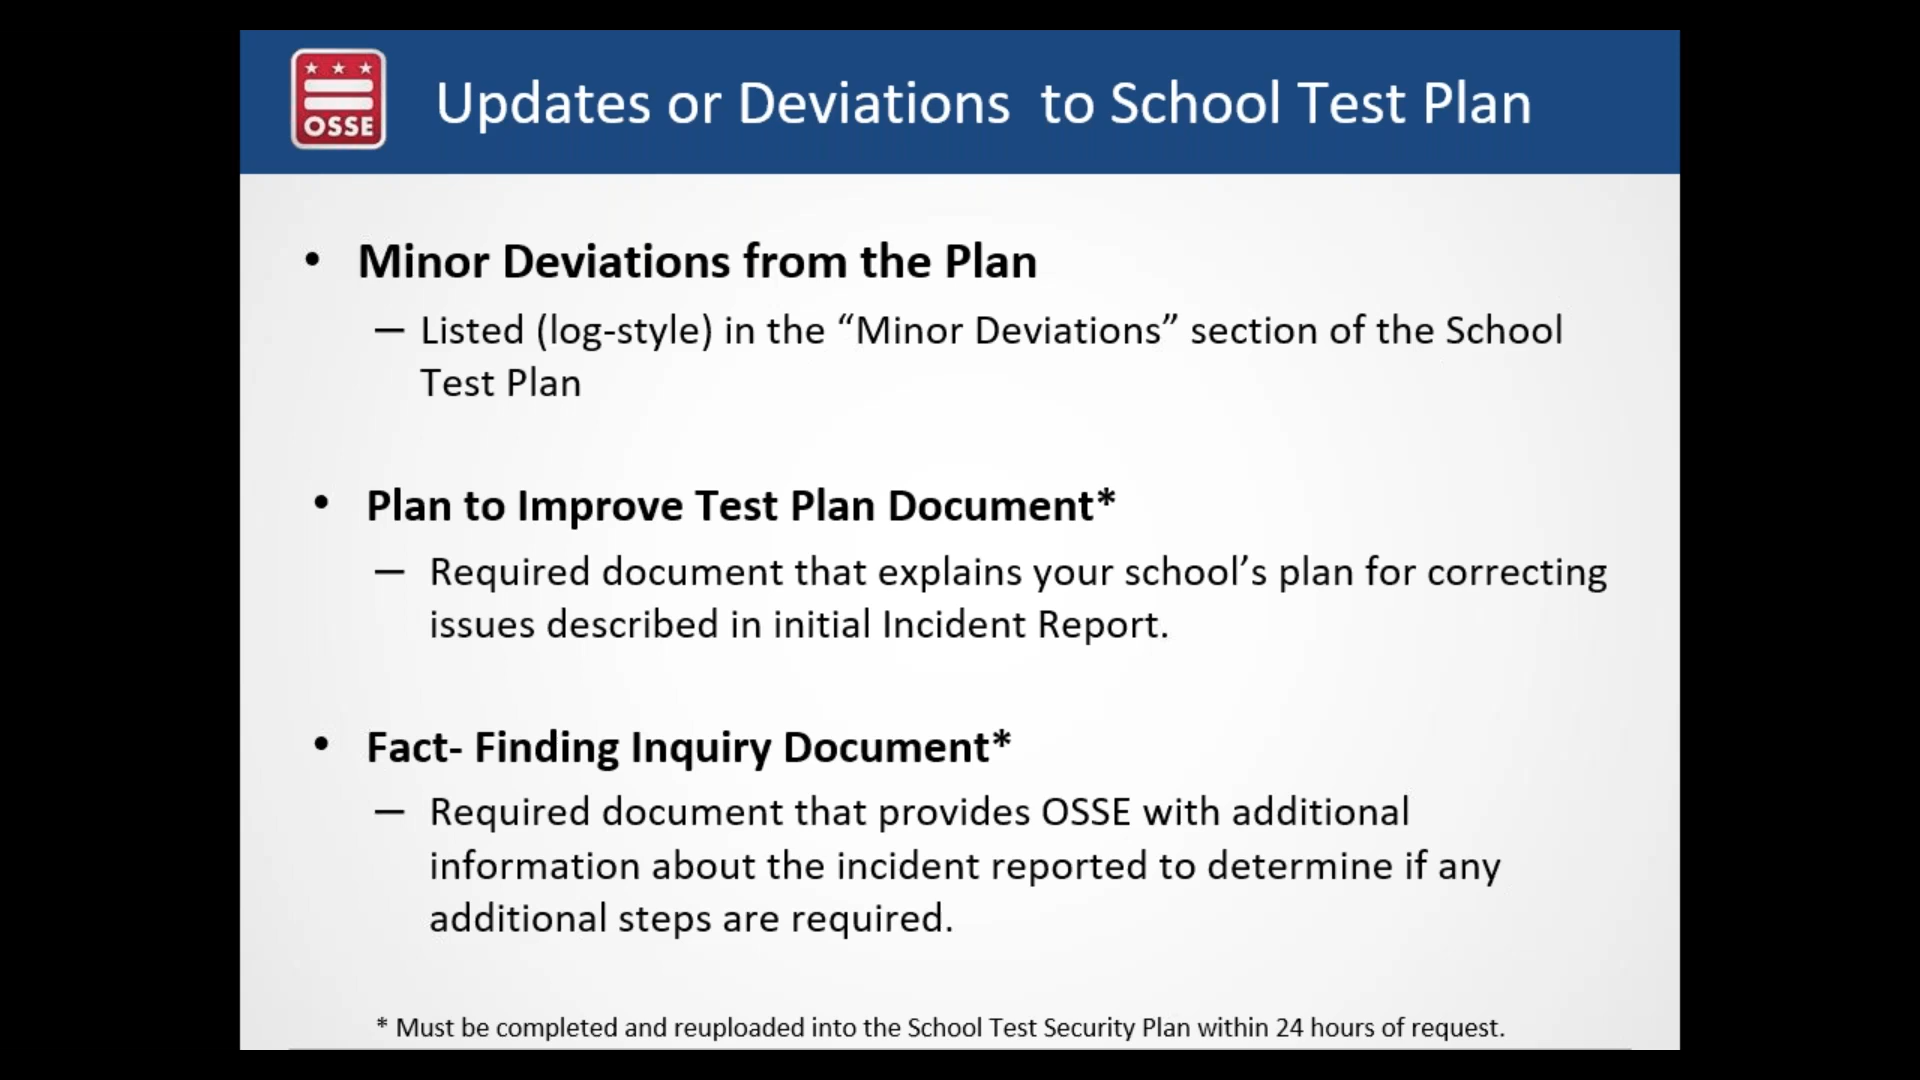 OSSE
Updates or Deviations  to School Test Plan
• Minor Deviations from the Plan
— Listed (log-style) in the “Minor Deviations” section of the School
Test Plan
• Plan to Improve Test Plan Document*
— Required document that explains your school’s plan for correcting
issues described in initial Incident Report.
• Fact- Finding Inquiry Document*
— Required document that provides OSSE with additional
information about the incident reported to determine if any
additional steps are required.
* Must be completed and reuploaded into the School Test Security Plan within 24 hours of request.